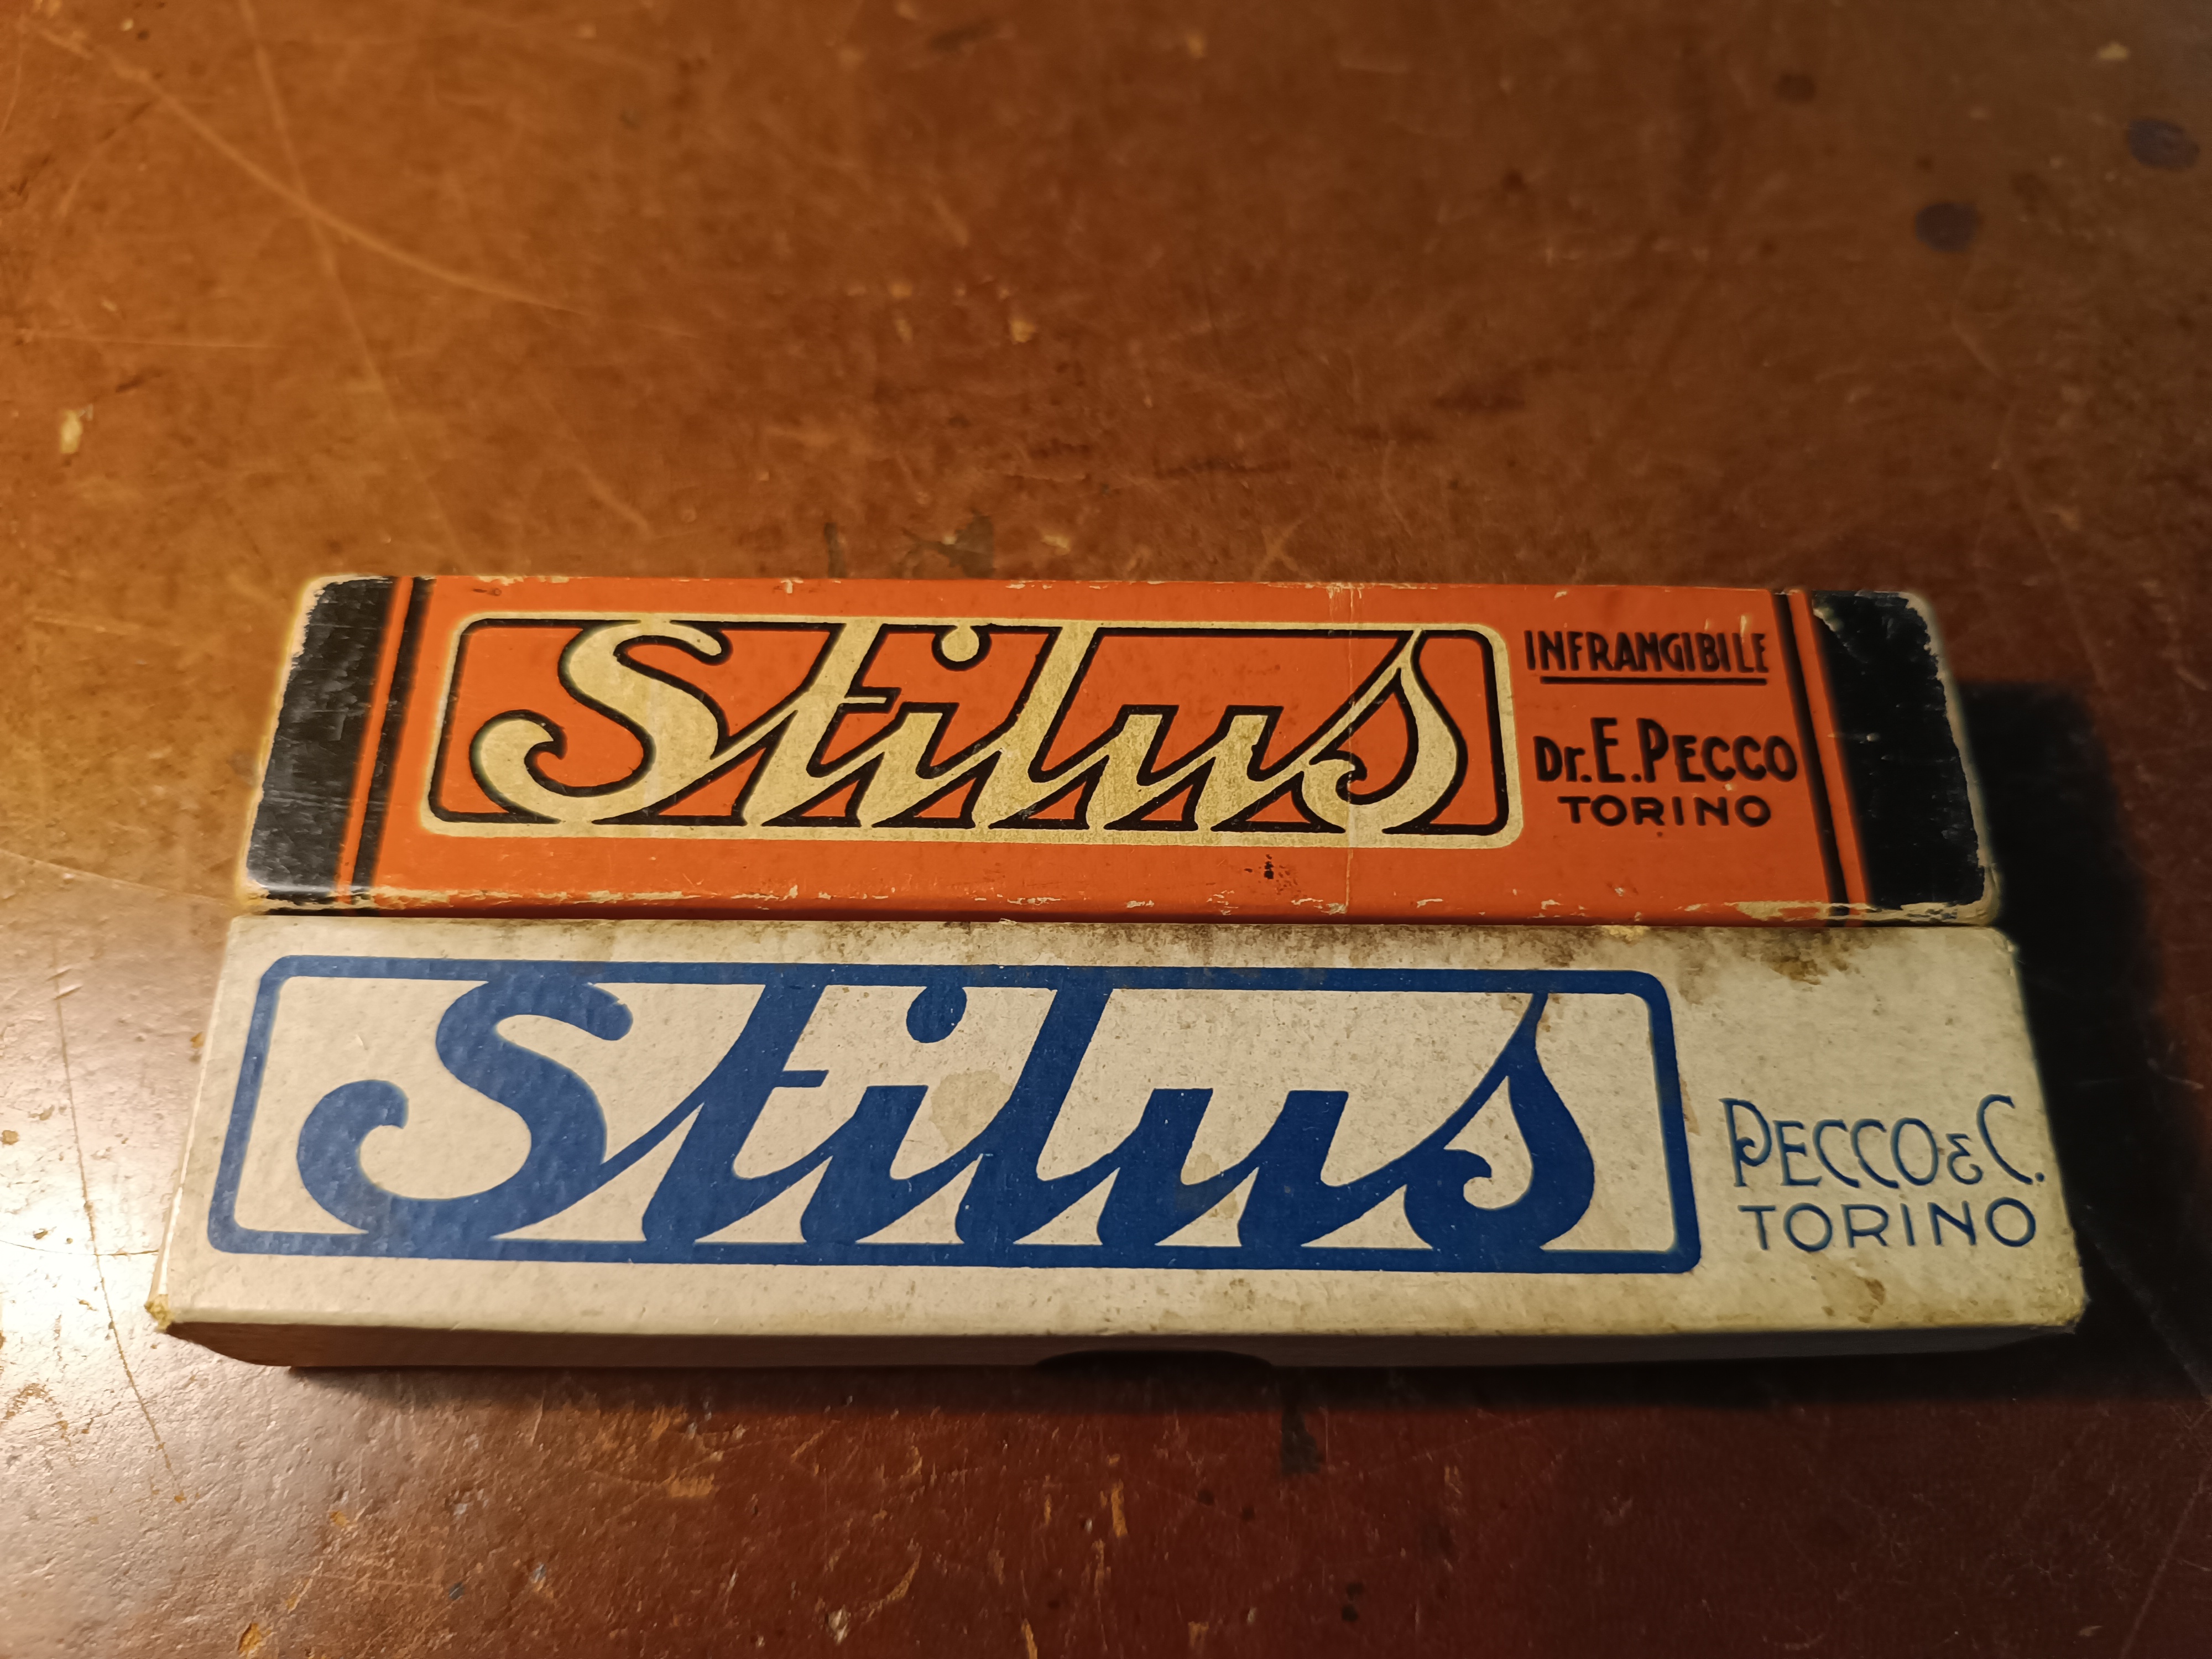 Stilus
INFRANGIBILE
Dr. E. PECCO
TORINO
Stilus
PECCO & C.
TORINO